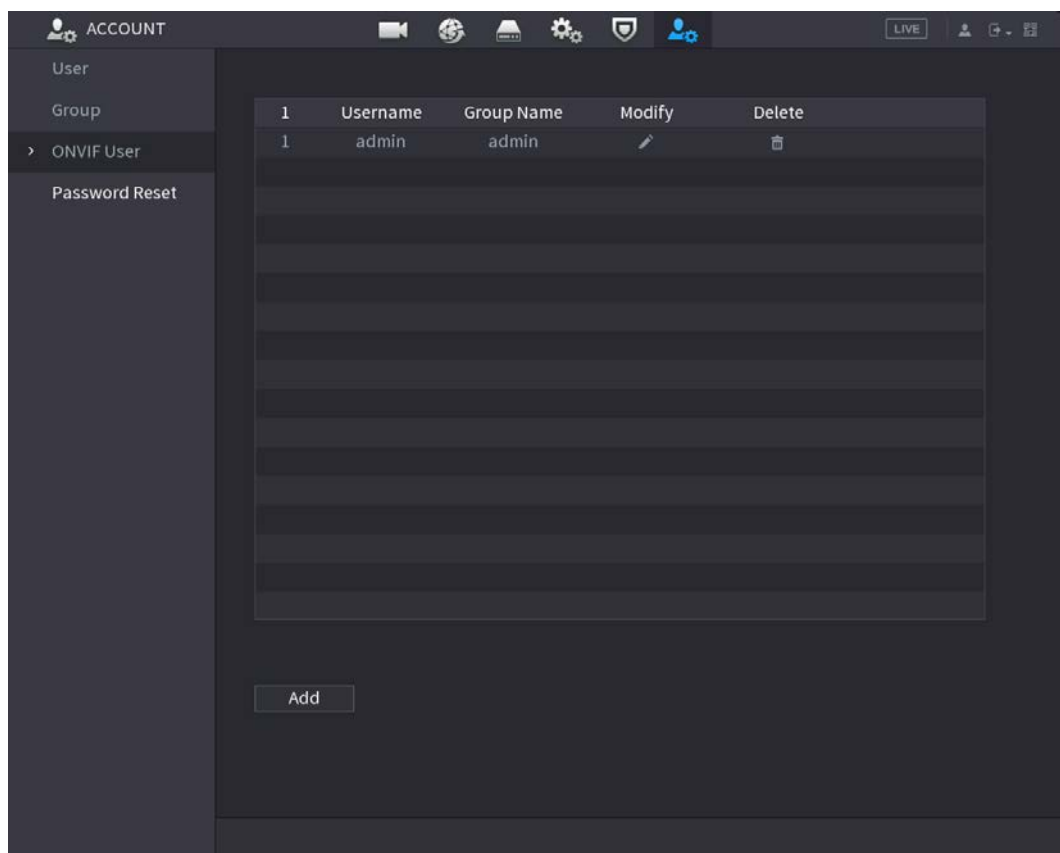 ACCOUNT LIVE
User
Group
ONVIF User
Password Reset
1 Username Group Name Modify Delete
1 admin admin
Add